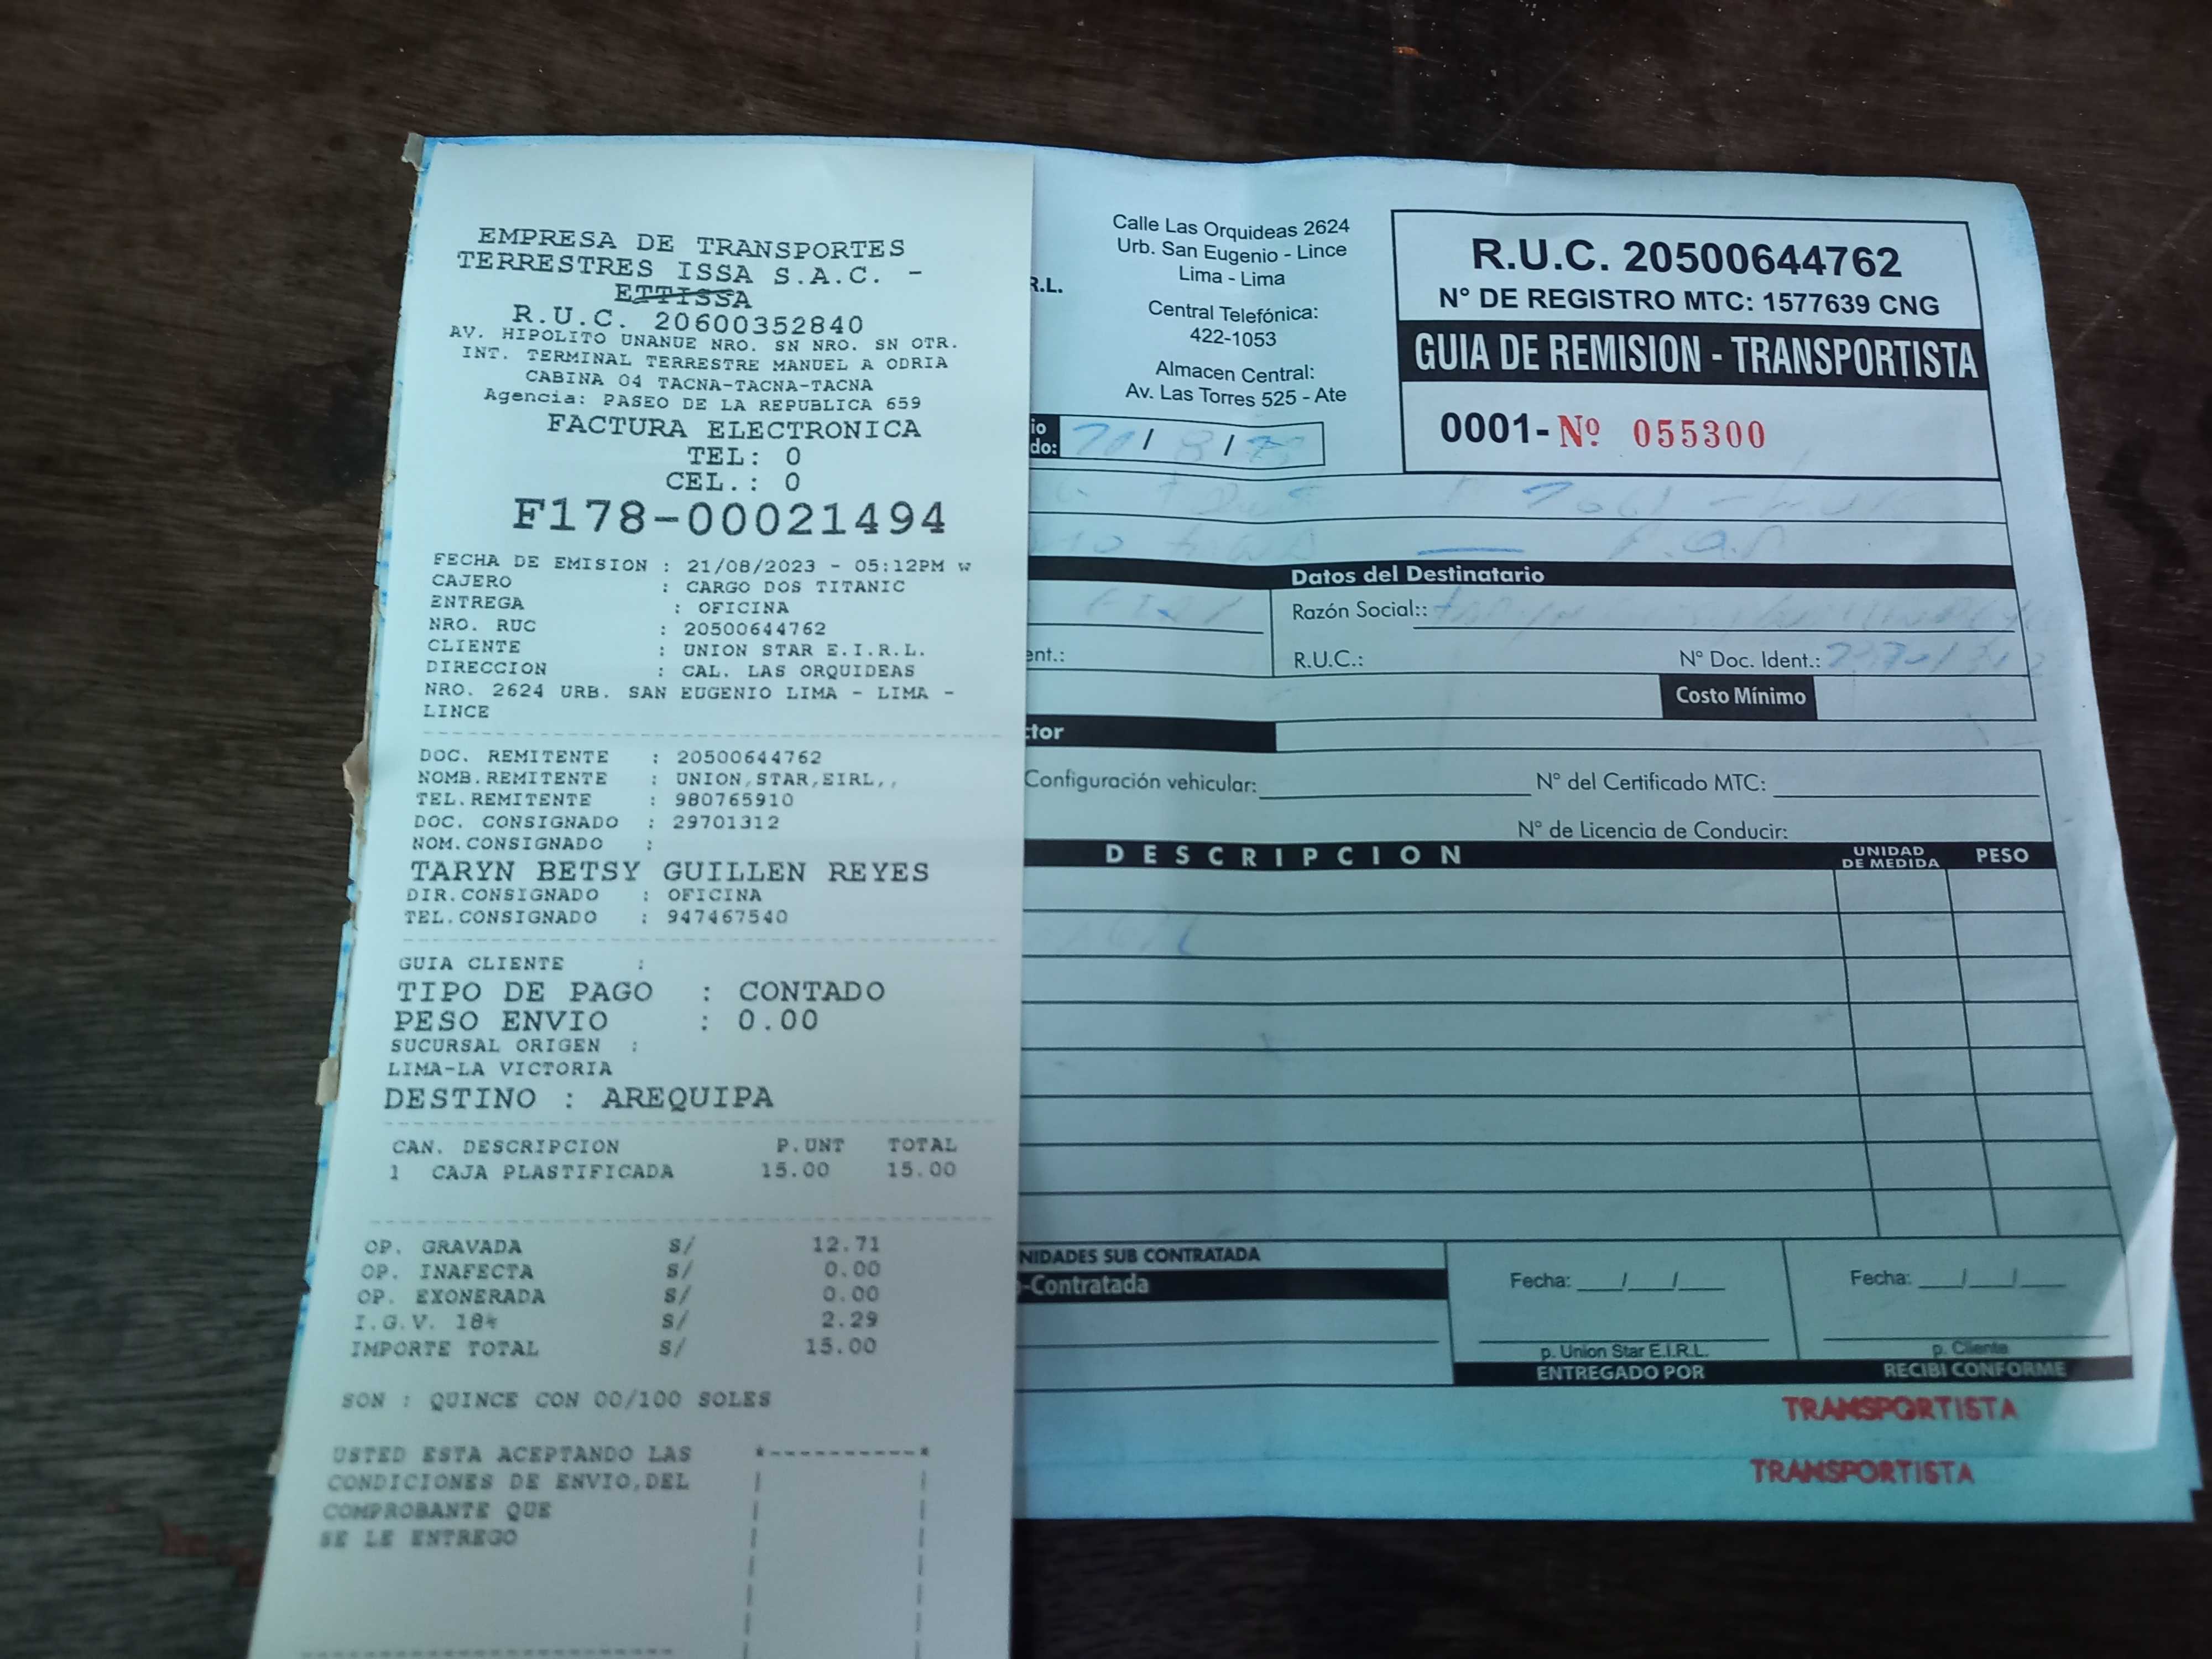 EMPRESA DE TRANSPORTES
TERRESTRES ISSA S.A.C. -
ETTISSA
R.U.C. 20600352840
AV. HIPOLITO UNANUE NRO. SN NRO. SN OTR.
INT. TERMINAL TERRESTRE MANUEL A ODRIA
CABINA 04 TACNA-TACNA-TACNA
Agencia: PASEO DE LA REPUBLICA 659
FACTURA ELECTRONICA
TEL: 0
CEL.: 0
F178-00021494
FECHA DE EMISION : 21/08/2023 - 05:12PM w
CAJERO : CARGO DOS TITANIC
ENTREGA : OFICINA
NRO. RUC : 20500644762
CLIENTE : UNION STAR E.I.R.L.
DIRECCION : CAL. LAS ORQUIDEAS
NRO. 2624 URB. SAN EUGENIO LIMA - LIMA -
LINCE
DOC. REMITENTE : 20500644762
NOMB.REMITENTE : UNION,STAR,EIRL,,
TEL.REMITENTE : 980765910
DOC. CONSIGNADO : 29701312
NOM.CONSIGNADO :
TARYN BETSY GUILLEN REYES
DIR.CONSIGNADO : OFICINA
TEL.CONSIGNADO : 947467540
GUIA CLIENTE :
TIPO DE PAGO : CONTADO
PESO ENVIO : 0.00
SUCURSAL ORIGEN :
LIMA-LA VICTORIA
DESTINO : AREQUIPA
CAN. DESCRIPCION P.UNT TOTAL
1 CAJA PLASTIFICADA 15.00 15.00
OP. GRAVADA S/ 12.71
OP. INAFECTA S/ 0.00
OP. EXONERADA S/ 0.00
I.G.V. 18% S/ 2.29
IMPORTE TOTAL S/ 15.00
SON : QUINCE CON 00/100 SOLES
USTED ESTA ACEPTANDO LAS
CONDICIONES DE ENVIO,DEL
COMPROBANTE QUE
SE LE ENTREGO
R.L.
Calle Las Orquideas 2624
Urb. San Eugenio - Lince
Lima - Lima
Central Telefónica:
422-1053
Almacen Central:
Av. Las Torres 525 - Ate
R.U.C. 20500644762
N° DE REGISTRO MTC: 1577639 CNG
GUIA DE REMISION - TRANSPORTISTA
0001- Nº 055300
io
do: / /
Datos del Destinatario
Razón Social::
ent.: R.U.C.: N° Doc. Ident.:
Costo Mínimo
ctor
Configuración vehicular: N° del Certificado MTC:
N° de Licencia de Conducir:
DESCRIPCION UNIDAD DE MEDIDA PESO
NIDADES SUB CONTRATADA
-Contratada
Fecha: / / Fecha: / /
p. Union Star E.I.R.L. p. Cliente
ENTREGADO POR RECIBI CONFORME
TRANSPORTISTA
TRANSPORTISTA